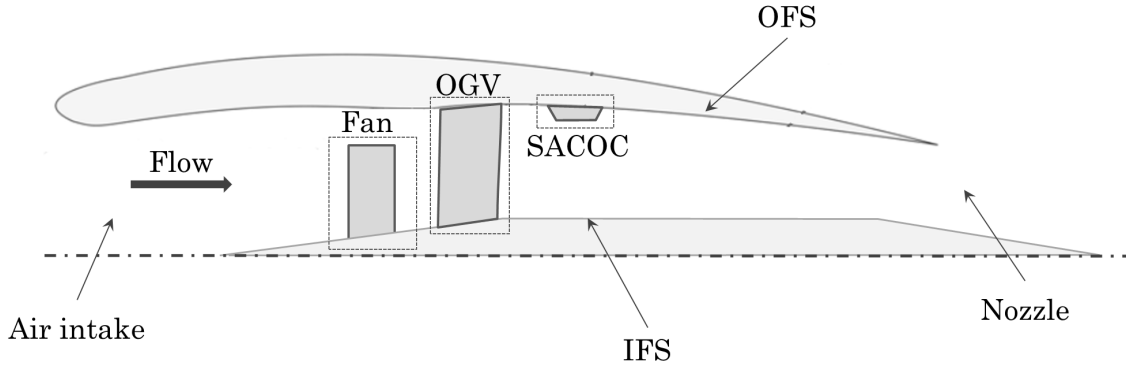 OFS
OGV
Fan
SACOC
Flow
Air intake
Nozzle
IFS